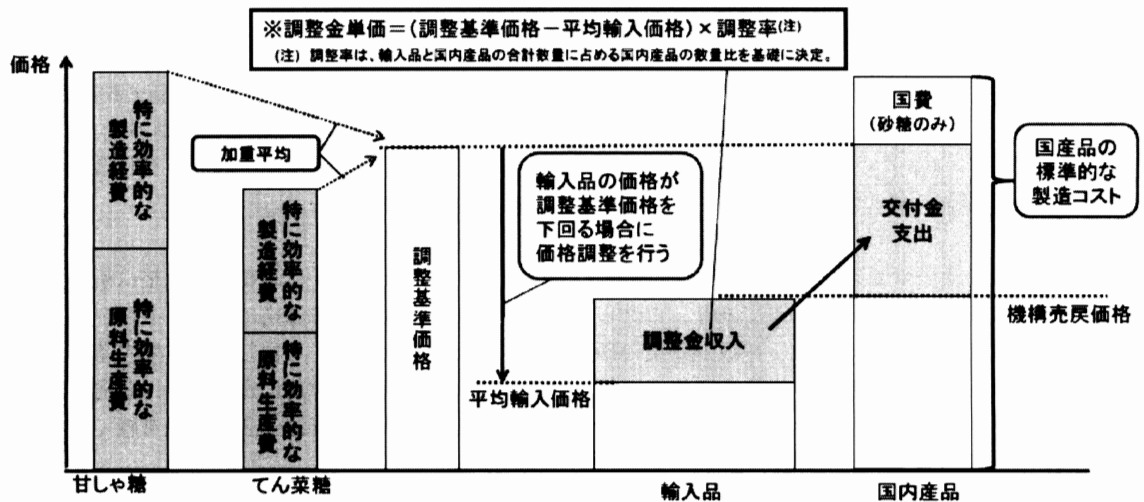 ※調整金単価＝(調整基準価格－平均輸入価格)×調整率(注)
(注) 調整率は、輸入品と国内産品の合計数量に占める国内産品の数量比を基礎に決定。
価格
特に効率的な
製造経費
特に効率的な
原料生産費
甘しゃ糖
加重平均
特に効率的な
製造経費
特に効率的な
原料生産費
てん菜糖
調整基準価格
輸入品の価格が
調整基準価格を
下回る場合に
価格調整を行う
平均輸入価格
調整金収入
輸入品
国費
(砂糖のみ)
交付金
支出
国内産品
国産品の
標準的な
製造コスト
機構売戻価格